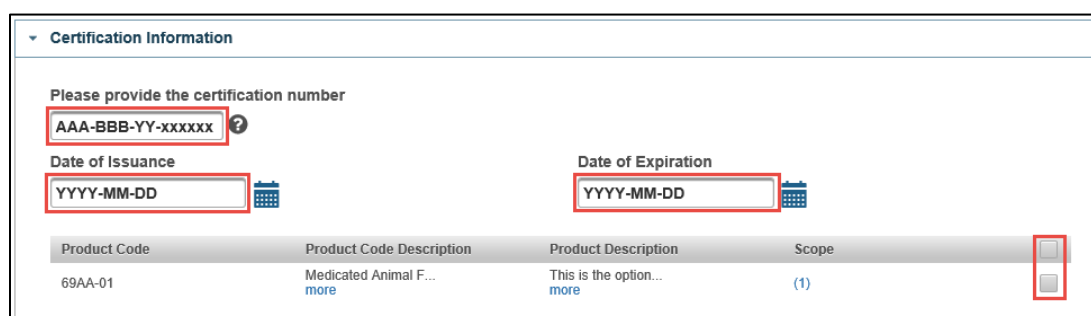 Certification Information
Please provide the certification number
AAA-BBB-YY-xxxxxx ?
Date of Issuance Date of Expiration
YYYY-MM-DD YYYY-MM-DD
Product Code Product Code Description Product Description Scope
69AA-01 Medicated Animal F... This is the option... (1)
more more